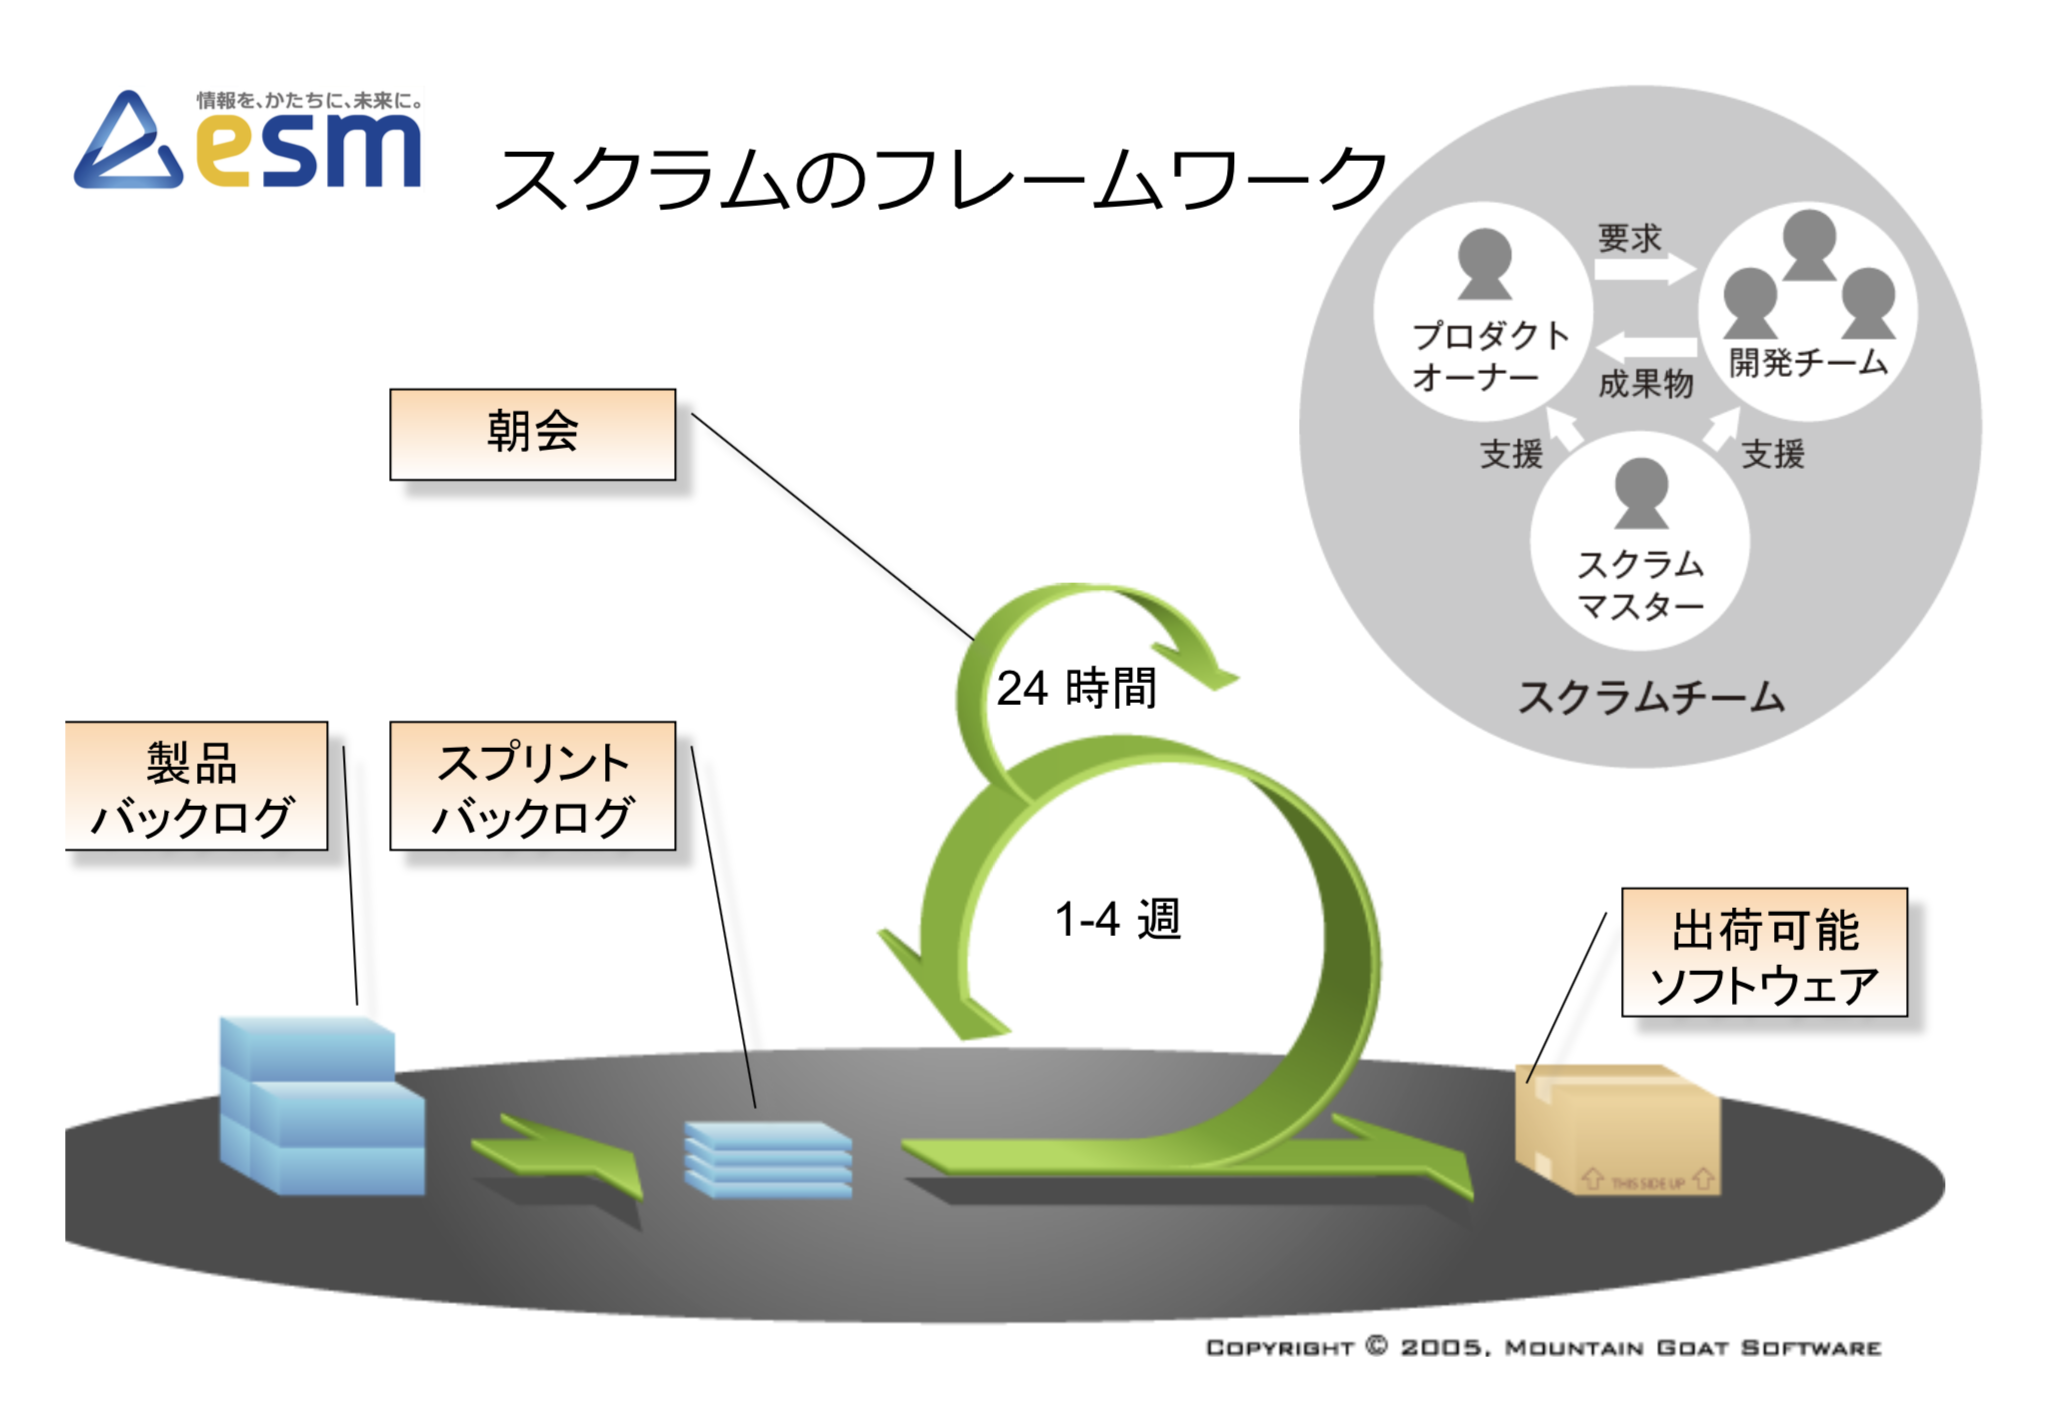 情報を、かたちに、未来に。
esm
スクラムのフレームワーク
要求
プロダクト
オーナー
成果物
開発チーム
支援
支援
スクラム
マスター
スクラムチーム
朝会
24 時間
製品
バックログ
スプリント
バックログ
1-4 週
出荷可能
ソフトウェア
THIS SIDE UP
COPYRIGHT © 2005, MOUNTAIN GOAT SOFTWARE